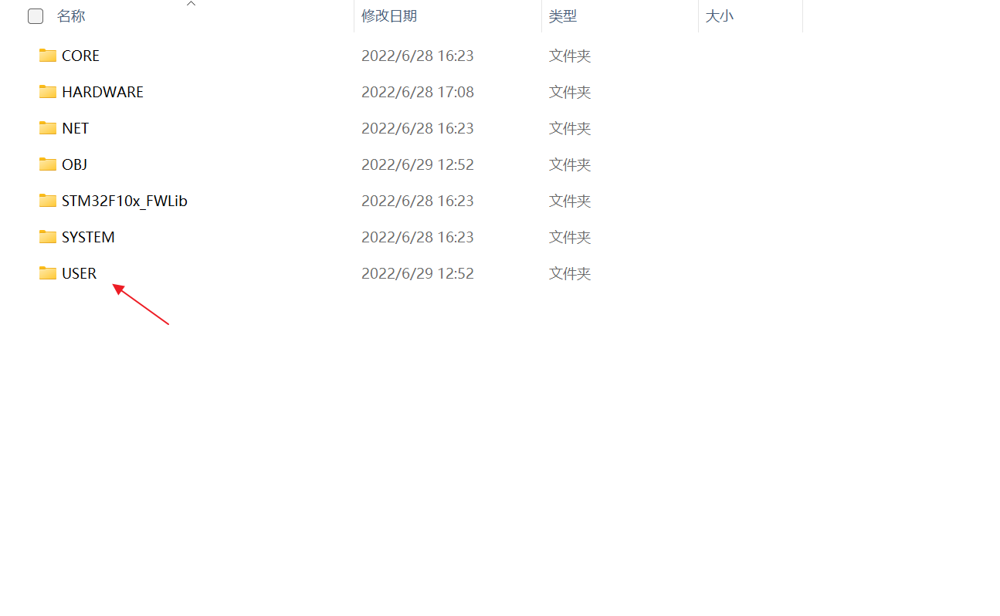 名称 修改日期 类型 大小
CORE 2022/6/28 16:23 文件夹
HARDWARE 2022/6/28 17:08 文件夹
NET 2022/6/28 16:23 文件夹
OBJ 2022/6/29 12:52 文件夹
STM32F10x_FWLib 2022/6/28 16:23 文件夹
SYSTEM 2022/6/28 16:23 文件夹
USER 2022/6/29 12:52 文件夹